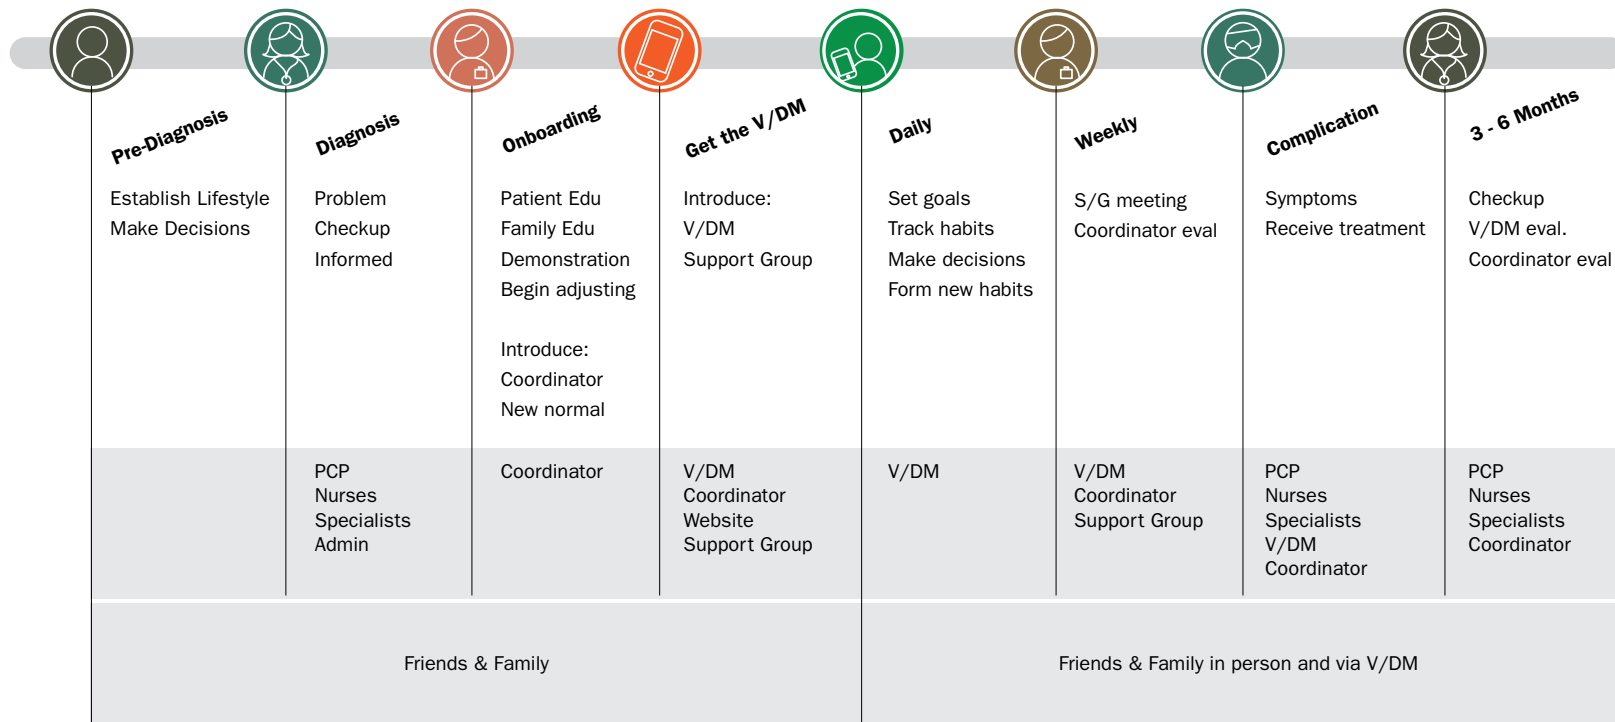 Pre-Diagnosis
Diagnosis
Onboarding
Get the V/DM
Daily
Weekly
Complication
3 - 6 Months
Establish Lifestyle
Make Decisions
Problem
Checkup
Informed
Patient Edu
Family Edu
Demonstration
Begin adjusting
Introduce:
Coordinator
New normal
Introduce:
V/DM
Support Group
Set goals
Track habits
Make decisions
Form new habits
S/G meeting
Coordinator eval
Symptoms
Receive treatment
Checkup
V/DM eval.
Coordinator eval
PCP
Nurses
Specialists
Admin
Coordinator
V/DM
Coordinator
Website
Support Group
V/DM
V/DM
Coordinator
Support Group
PCP
Nurses
Specialists
V/DM
Coordinator
PCP
Nurses
Specialists
Coordinator
Friends & Family
Friends & Family in person and via V/DM